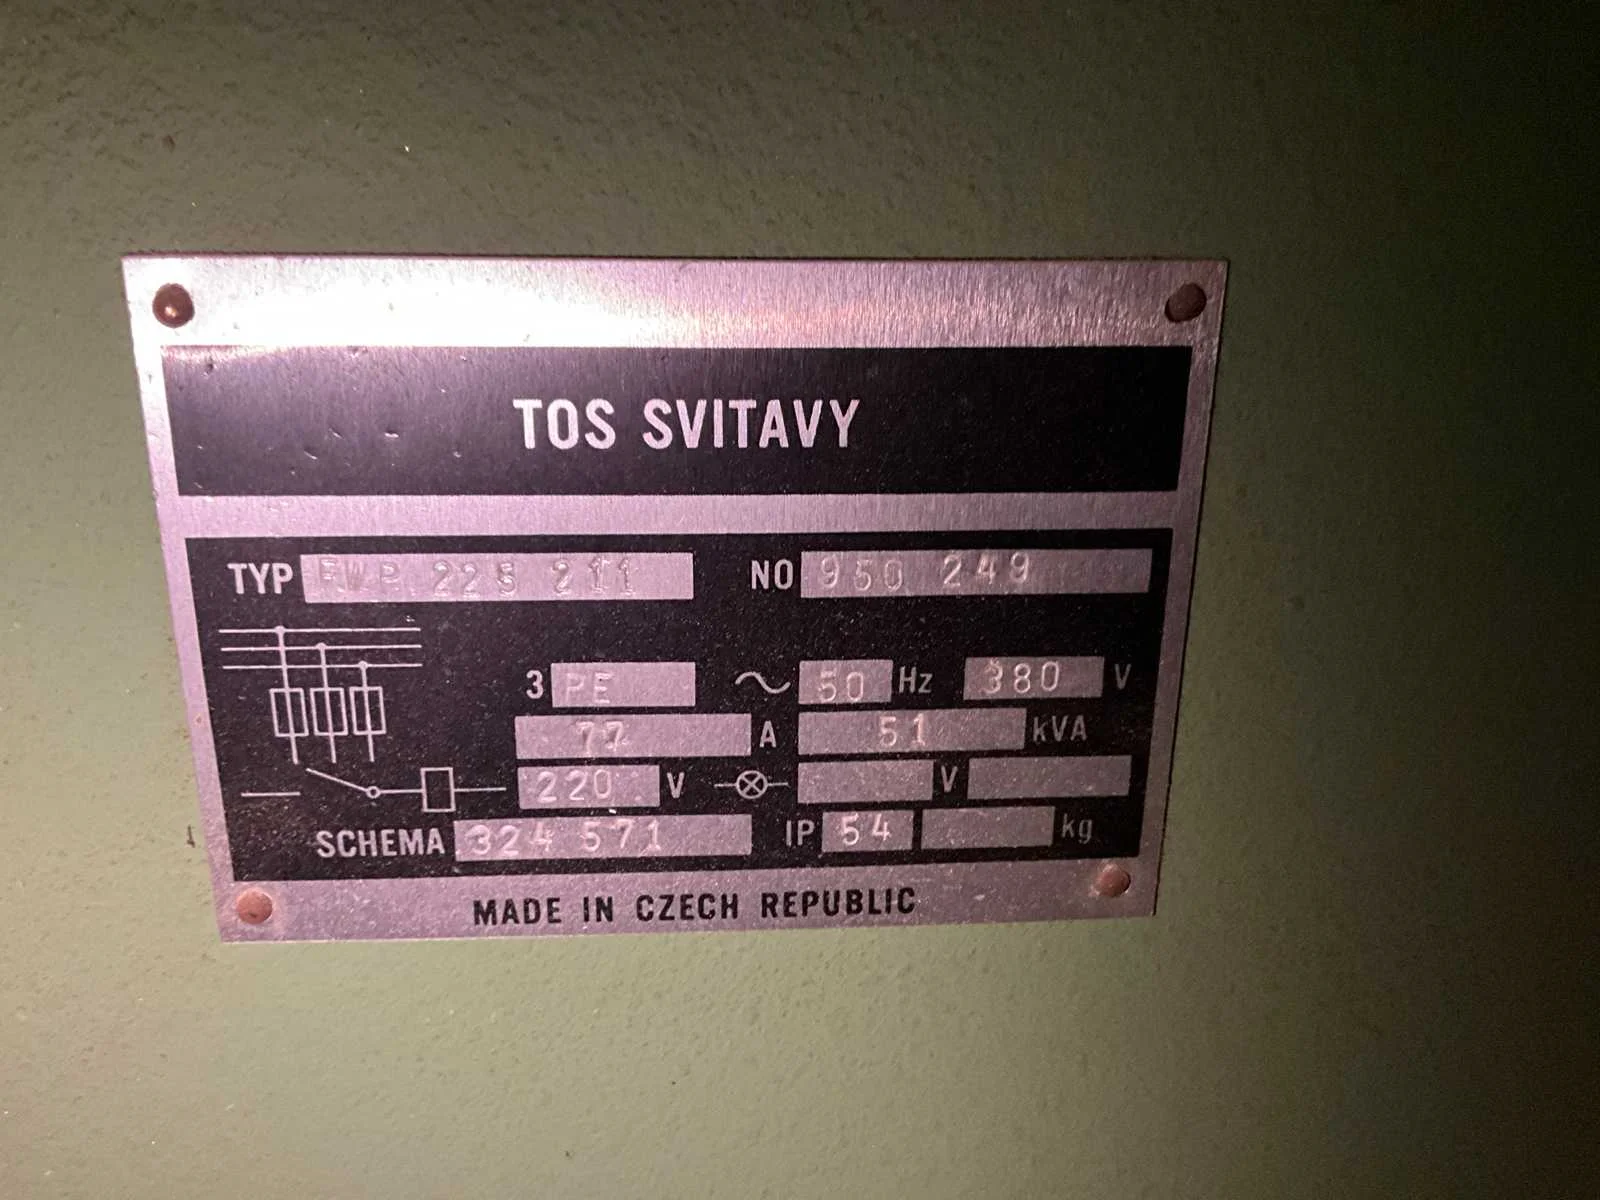 TOS SVITAVY
TYP FWP 225 211 NO 950 249
3 PE 50 Hz 380 V
77 A 51 kVA
220 V V
SCHEMA 324 571 IP 54 kg
MADE IN CZECH REPUBLIC